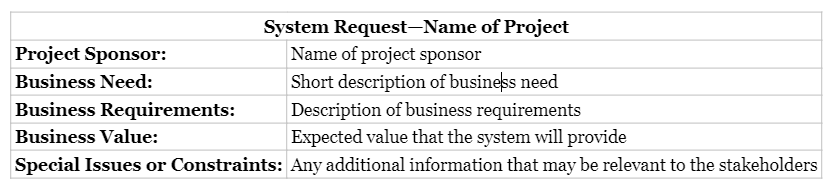 System Request—Name of Project
Project Sponsor: Name of project sponsor
Business Need: Short description of business need
Business Requirements: Description of business requirements
Business Value: Expected value that the system will provide
Special Issues or Constraints: Any additional information that may be relevant to the stakeholders